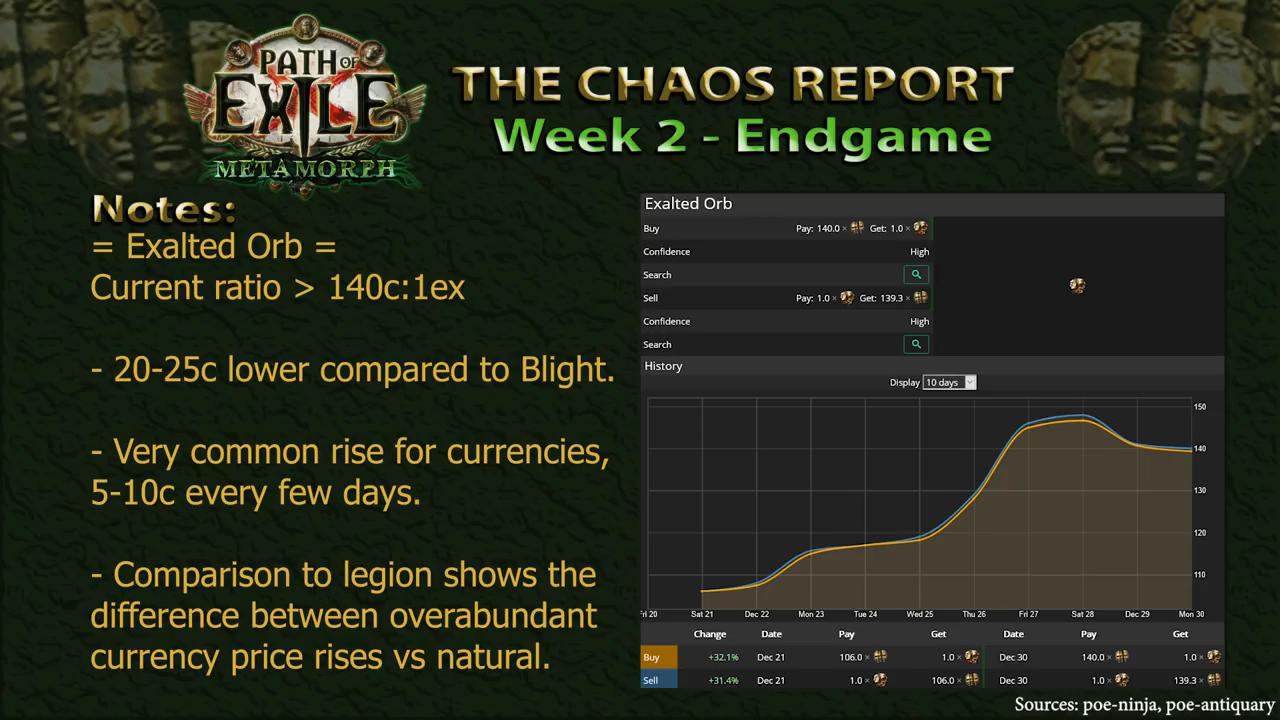 PATH OF
EXILE
METAMORPH
THE CHAOS REPORT
Week 2 - Endgame
Notes:
= Exalted Orb =
Current ratio > 140c:1ex
- 20-25c lower compared to Blight.
- Very common rise for currencies,
5-10c every few days.
- Comparison to legion shows the
difference between overabundant
currency price rises vs natural.
Exalted Orb
Buy Pay: 140.0 × Get: 1.0 ×
Confidence High
Search
Sell Pay: 1.0 × Get: 139.3 ×
Confidence High
Search
History
Display 10 days
150
140
130
120
110
Fri 20 Sat 21 Dec 22 Mon 23 Tue 24 Wed 25 Thu 26 Fri 27 Sat 28 Dec 29 Mon 30
Change Date Pay Get Date Pay Get
Buy +32.1% Dec 21 106.0 × 1.0 × Dec 30 140.0 × 1.0 ×
Sell +31.4% Dec 21 1.0 × 106.0 × Dec 30 1.0 × 139.3 ×
Sources: poe-ninja, poe-antiquary